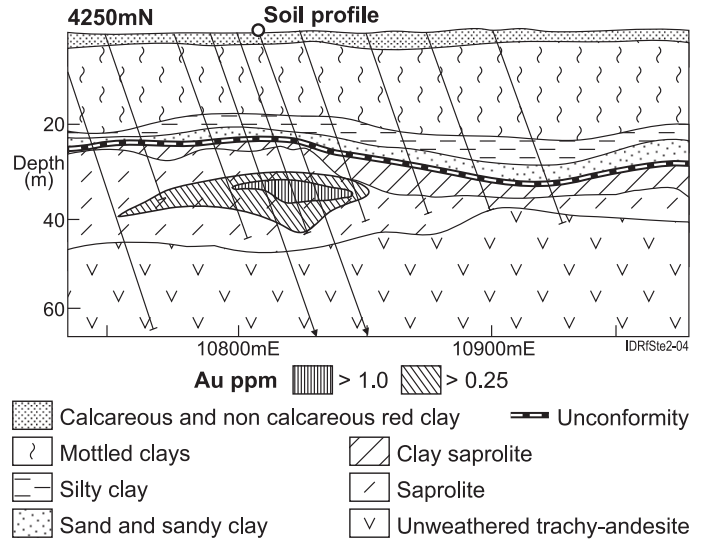 4250mN
Soil profile
20
Depth
(m)
40
60
10800mE
10900mE
IDRfSte2-04
Au ppm > 1.0 > 0.25
Calcareous and non calcareous red clay
Unconformity
Mottled clays
Clay saprolite
Silty clay
Saprolite
Sand and sandy clay
Unweathered trachy-andesite